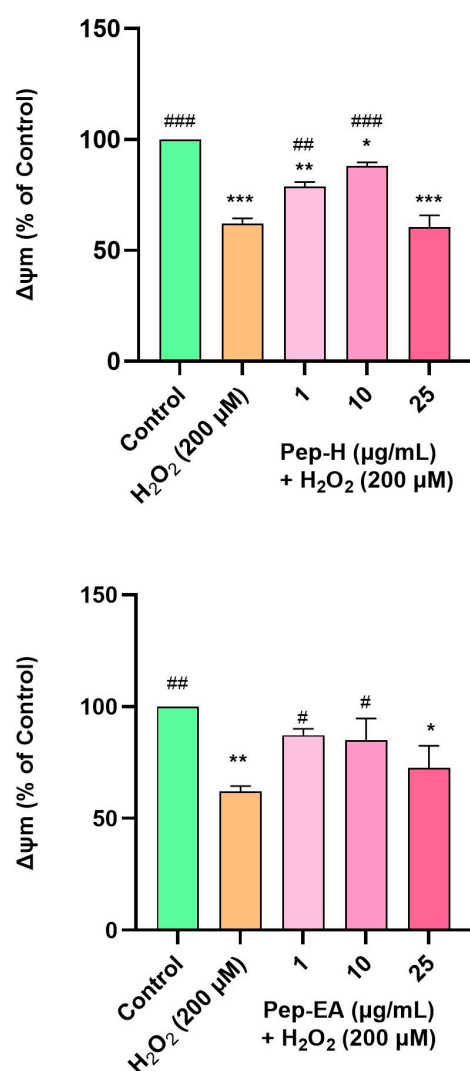 150
Δψm (% of Control)
###
###
##
*
100
**
***
***
50
0
Control
H₂O₂ (200 μM)
1
10
25
Pep-H (μg/mL)
+ H₂O₂ (200 μM)
150
Δψm (% of Control)
##
100
#
#
*
**
50
0
Control
H₂O₂ (200 μM)
1
10
25
Pep-EA (μg/mL)
+ H₂O₂ (200 μM)